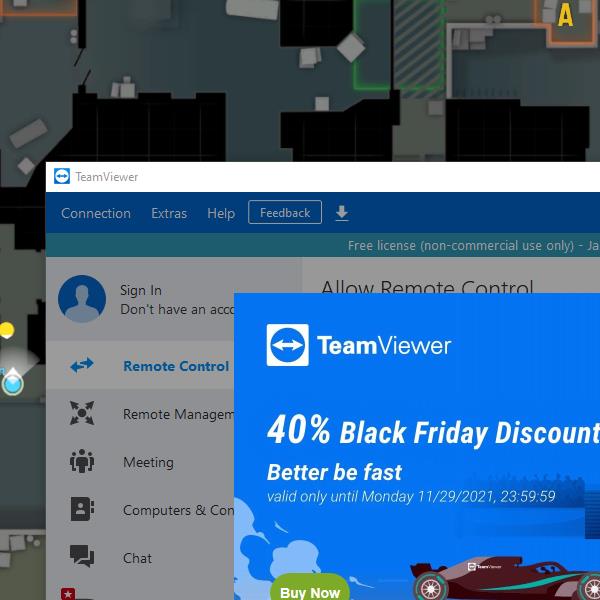 A
TeamViewer
Connection Extras Help Feedback
Free license (non-commercial use only) - Ja
Sign In
Don't have an acco
Allow Remote Control
TeamViewer
Remote Control
Remote Managem
40% Black Friday Discount
Meeting
Better be fast
valid only until Monday 11/29/2021, 23:59:59
Computers & Con
Chat
TeamViewer
Buy Now